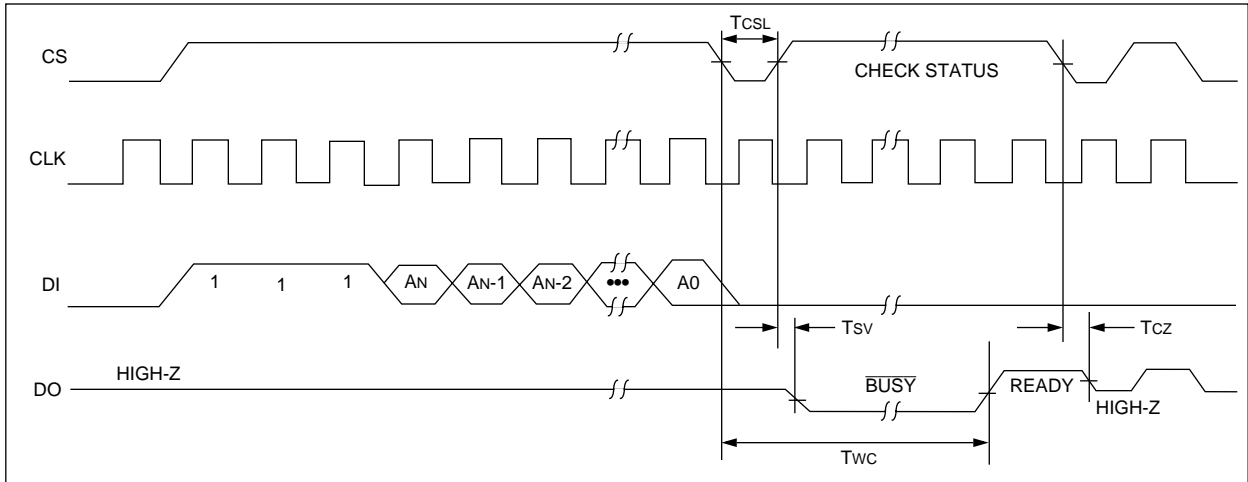 TCSL
CS
CHECK STATUS
CLK
DI
1 1 1 AN AN-1 AN-2 ••• A0
TSV
TCZ
HIGH-Z
DO
BUSY
READY
HIGH-Z
TWC